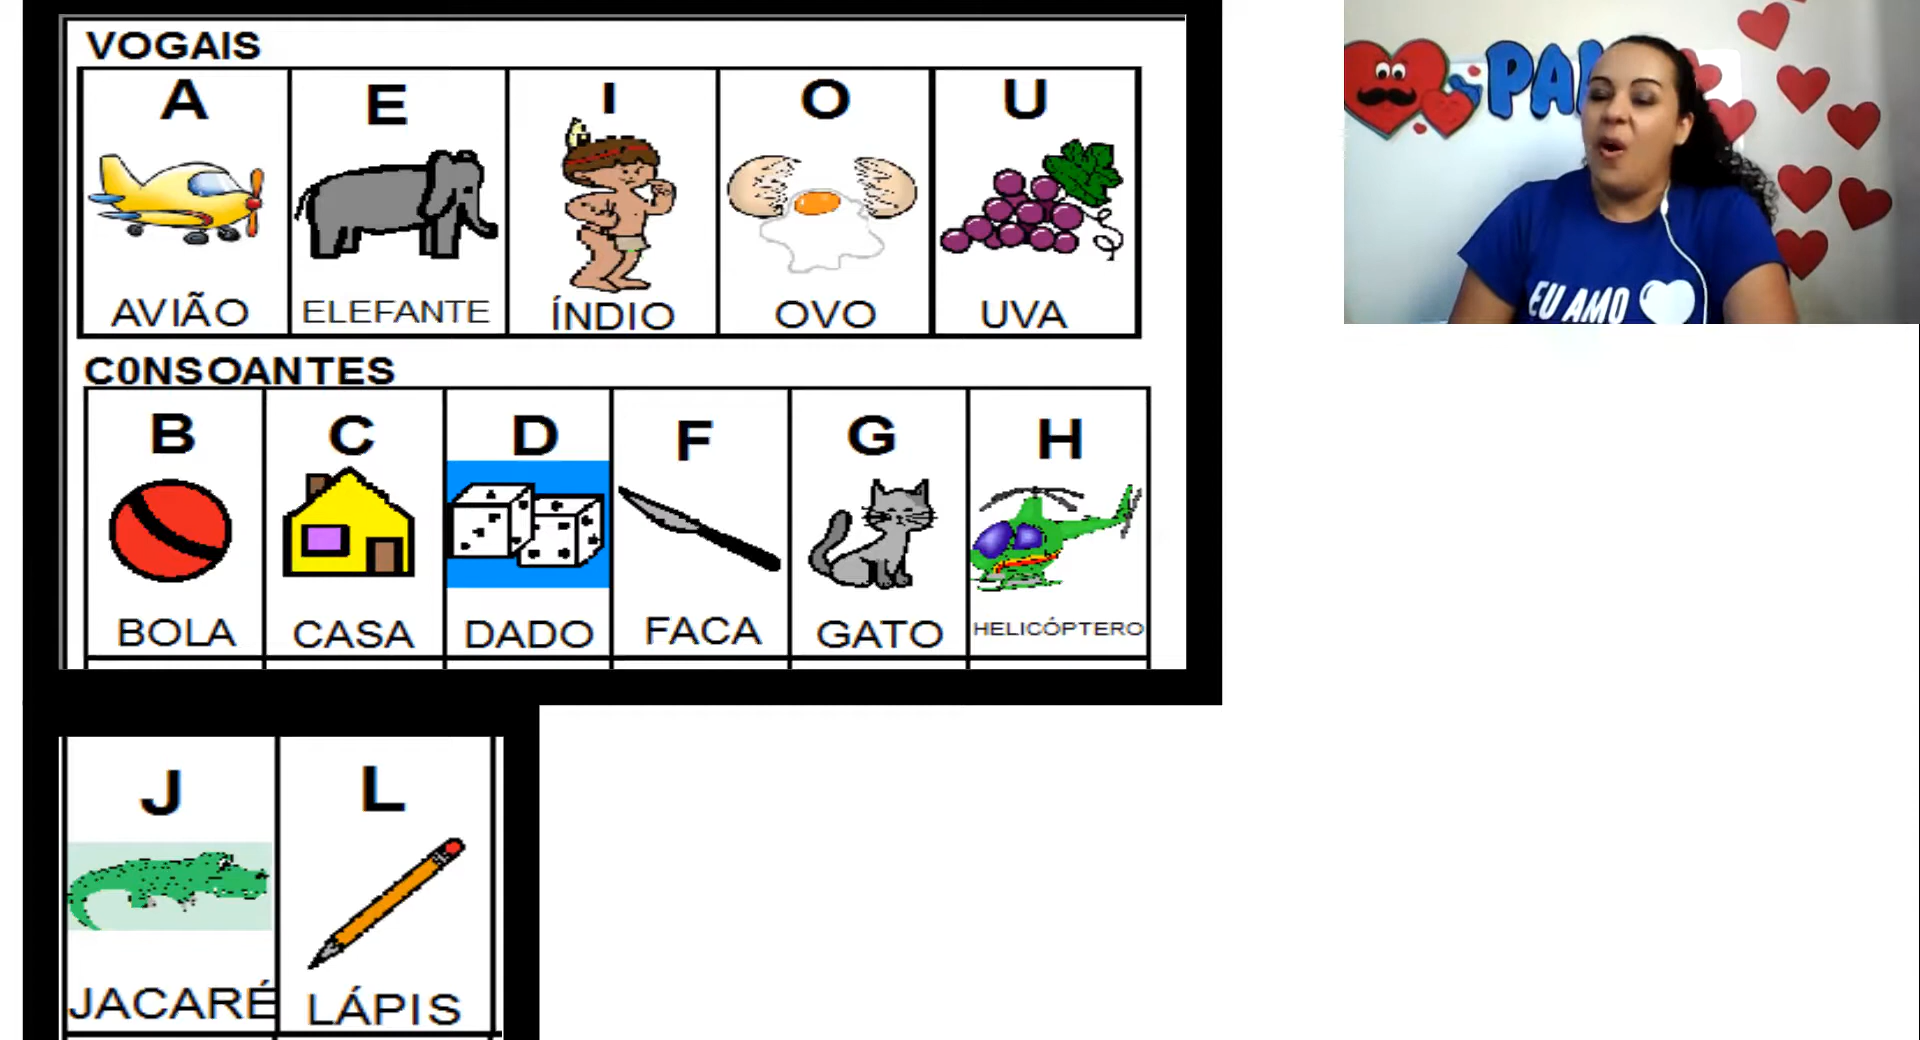 VOGAIS
A E I O U
AVIÃO ELEFANTE ÍNDIO OVO UVA
C0NSOANTES
B C D F G H
BOLA CASA DADO FACA GATO HELICÓPTERO
J L
JACARÉ LÁPIS
EU AMO